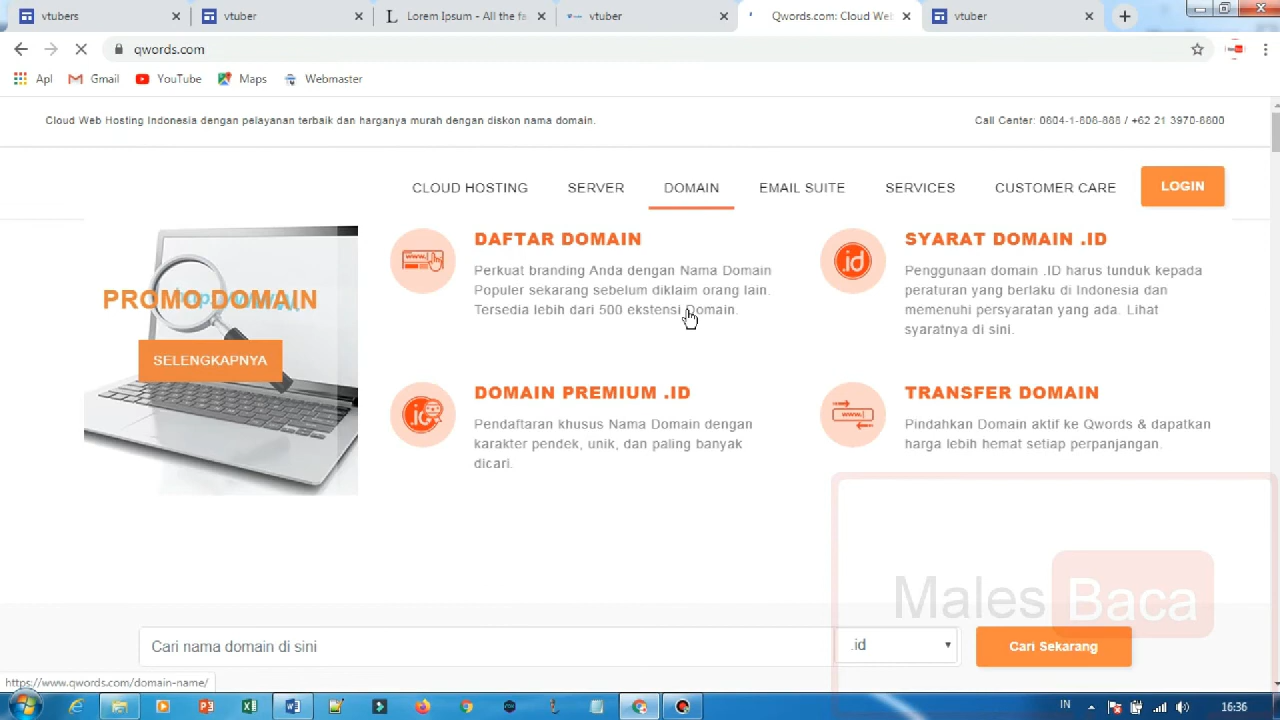 vtubers
vtuber
Lorem Ipsum - All the fa
vtuber
Qwords.com: Cloud Web
vtuber
qwords.com
Apl
Gmail
YouTube
Maps
Webmaster
Cloud Web Hosting Indonesia dengan pelayanan terbaik dan harganya murah dengan diskon nama domain.
Call Center: 0804-1-808-888 / +62 21 3970-8800
CLOUD HOSTING
SERVER
DOMAIN
EMAIL SUITE
SERVICES
CUSTOMER CARE
LOGIN
PROMO DOMAIN
SELENGKAPNYA
DAFTAR DOMAIN
Perkuat branding Anda dengan Nama Domain
Populer sekarang sebelum diklaim orang lain.
Tersedia lebih dari 500 ekstensi Domain.
SYARAT DOMAIN .ID
Penggunaan domain .ID harus tunduk kepada
peraturan yang berlaku di Indonesia dan
memenuhi persyaratan yang ada. Lihat
syaratnya di sini.
DOMAIN PREMIUM .ID
Pendaftaran khusus Nama Domain dengan
karakter pendek, unik, dan paling banyak
dicari.
TRANSFER DOMAIN
Pindahkan Domain aktif ke Qwords & dapatkan
harga lebih hemat setiap perpanjangan.
Males Baca
Cari nama domain di sini
.id
Cari Sekarang
https://www.qwords.com/domain-name/
IN
16:36